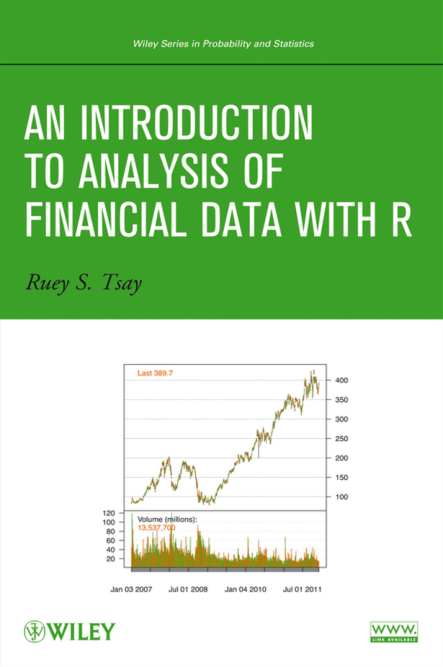 Wiley Series in Probability and Statistics
AN INTRODUCTION
TO ANALYSIS OF
FINANCIAL DATA WITH R
Ruey S. Tsay
Last 389.7
400
350
300
250
200
150
100
120
100
80
60
40
20
Volume (millions):
13,537,700
Jan 03 2007 Jul 01 2008 Jan 04 2010 Jul 01 2011
WILEY
WWW.
LINK AVAILABLE